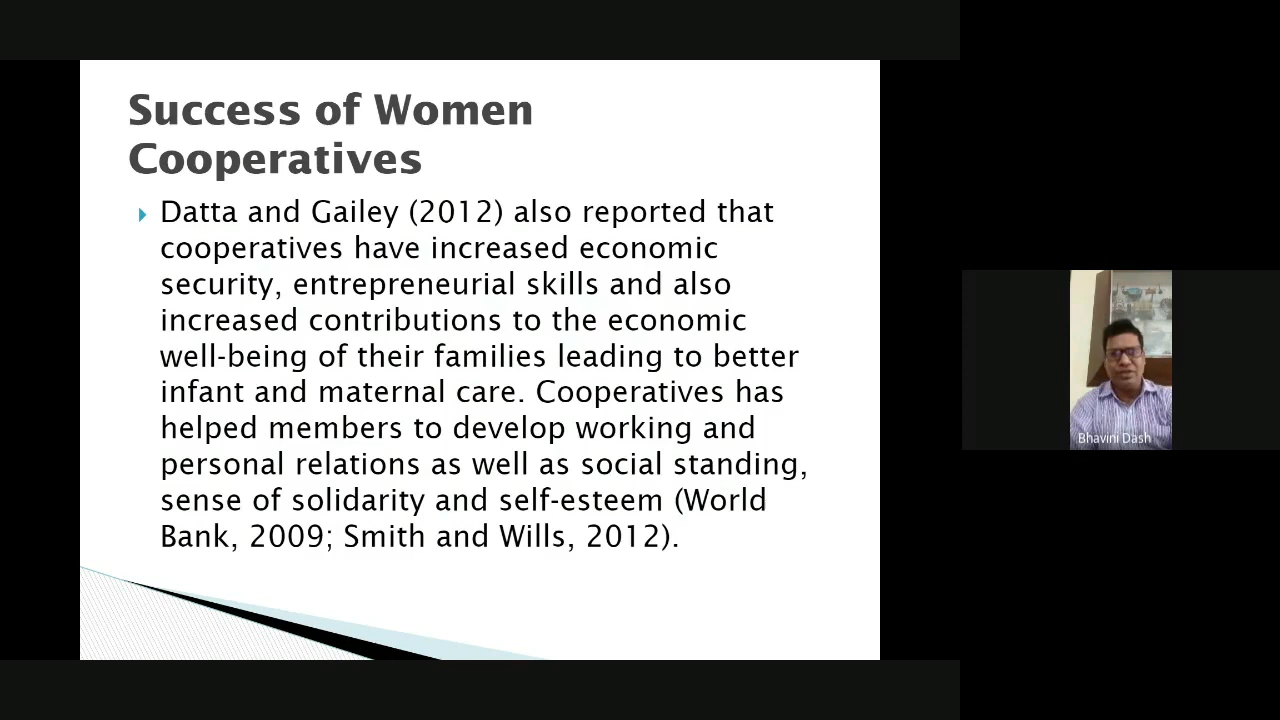 Success of Women
Cooperatives
Datta and Gailey (2012) also reported that
cooperatives have increased economic
security, entrepreneurial skills and also
increased contributions to the economic
well-being of their families leading to better
infant and maternal care. Cooperatives has
helped members to develop working and
personal relations as well as social standing,
sense of solidarity and self-esteem (World
Bank, 2009; Smith and Wills, 2012).
Bhavini Dash